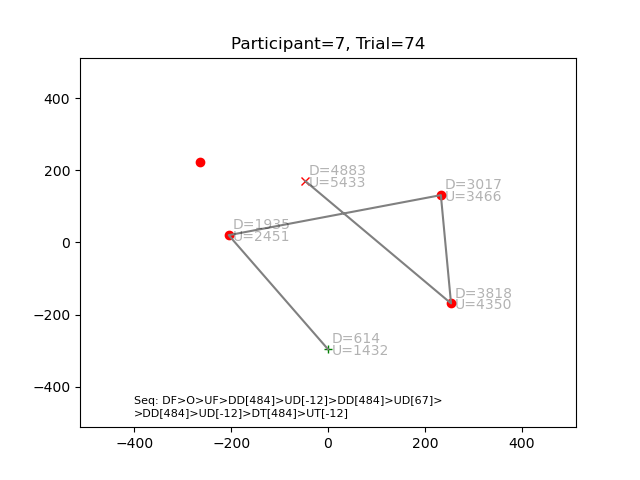 Participant=7, Trial=74
400
200
0
−200
−400
D=4883
U=5433
D=3017
U=3466
D=1935
U=2451
D=3818
U=4350
D=614
U=1432
Seq: DF>O>UF>DD[484]>UD[-12]>DD[484]>UD[67]>
>DD[484]>UD[-12]>DT[484]>UT[-12]
−400 −200 0 200 400